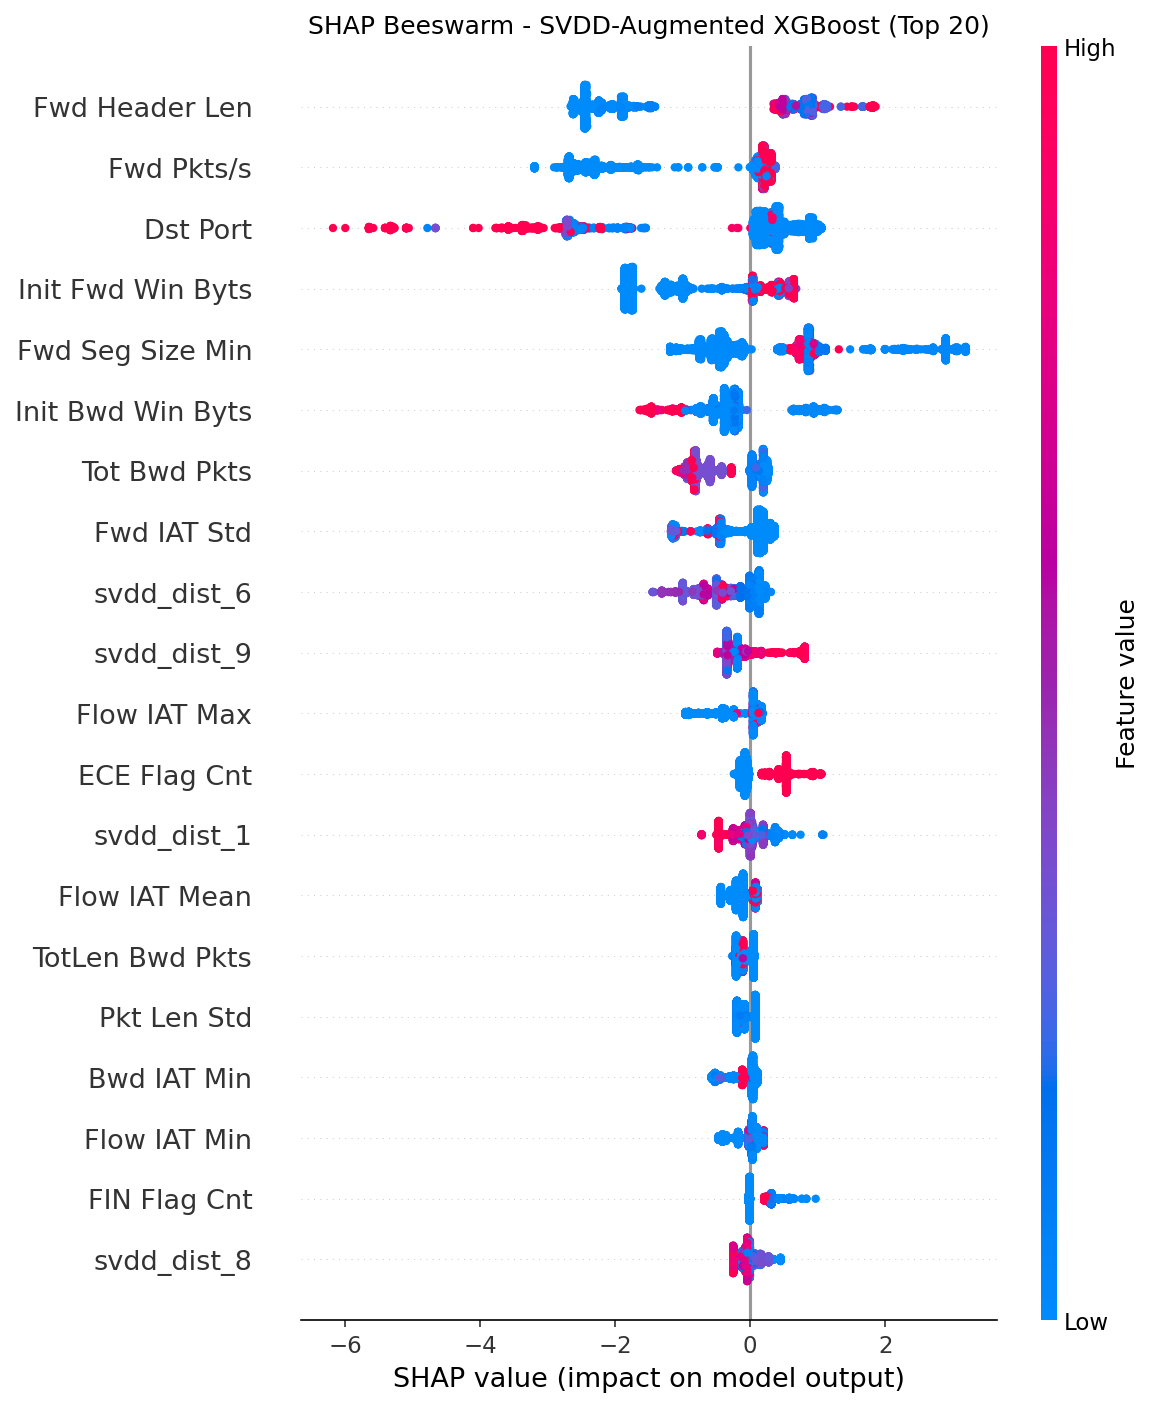 SHAP Beeswarm - SVDD-Augmented XGBoost (Top 20)
High
Fwd Header Len
Fwd Pkts/s
Dst Port
Init Fwd Win Byts
Fwd Seg Size Min
Init Bwd Win Byts
Tot Bwd Pkts
Fwd IAT Std
svdd_dist_6
svdd_dist_9
Flow IAT Max
ECE Flag Cnt
svdd_dist_1
Flow IAT Mean
TotLen Bwd Pkts
Pkt Len Std
Bwd IAT Min
Flow IAT Min
FIN Flag Cnt
svdd_dist_8
Feature value
Low
−6 −4 −2 0 2
SHAP value (impact on model output)